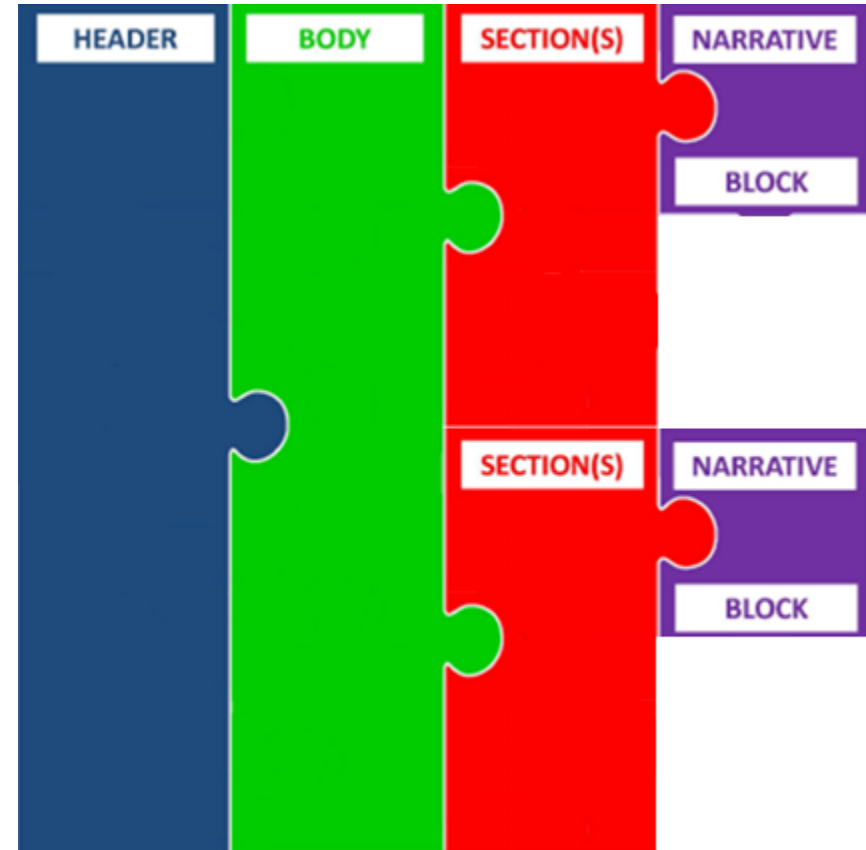 HEADER
BODY
SECTION(S)
NARRATIVE
BLOCK
SECTION(S)
NARRATIVE
BLOCK